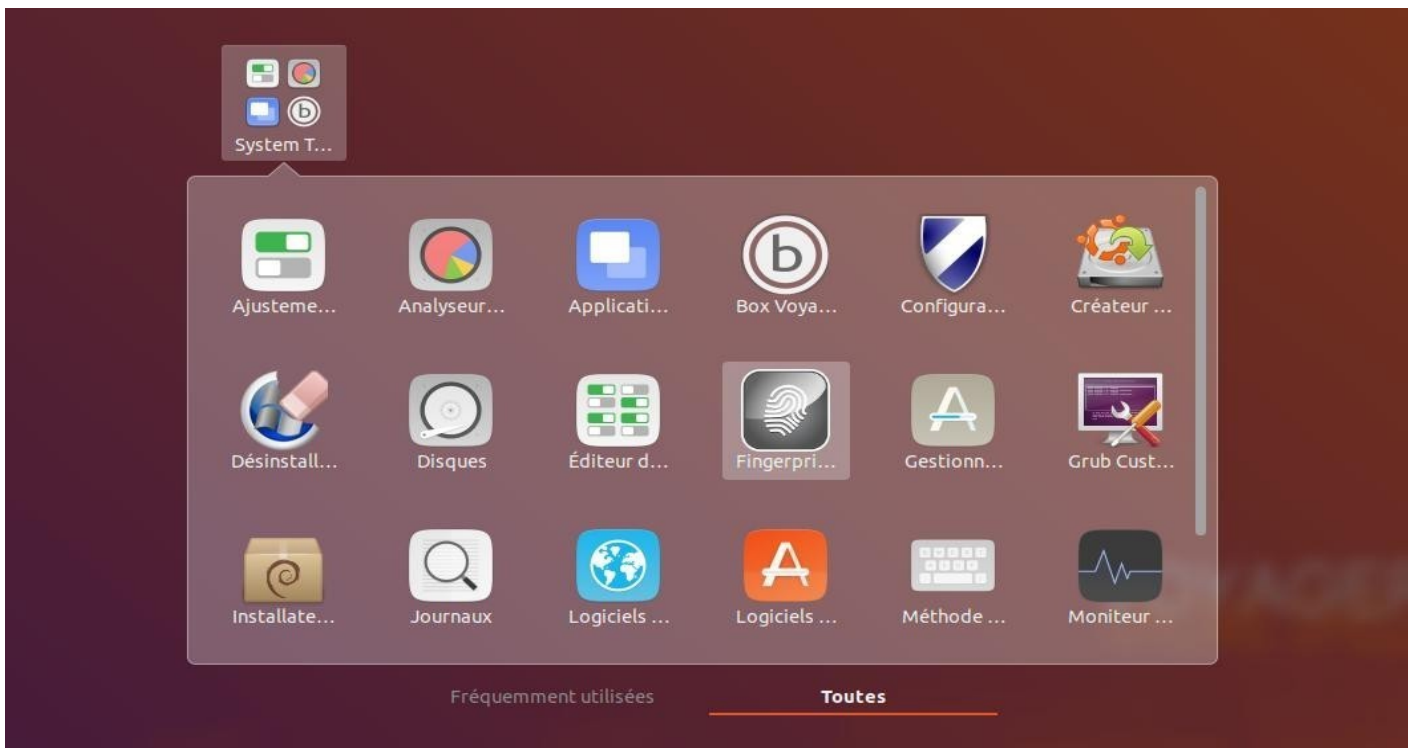 System T...
Ajusteme...
Analyseur...
Applicati...
Box Voya...
Configura...
Créateur ...
Désinstall...
Disques
Éditeur d...
Fingerpri...
Gestionn...
Grub Cust...
Installate...
Journaux
Logiciels ...
Logiciels ...
Méthode ...
Moniteur ...
Fréquemment utilisées
Toutes